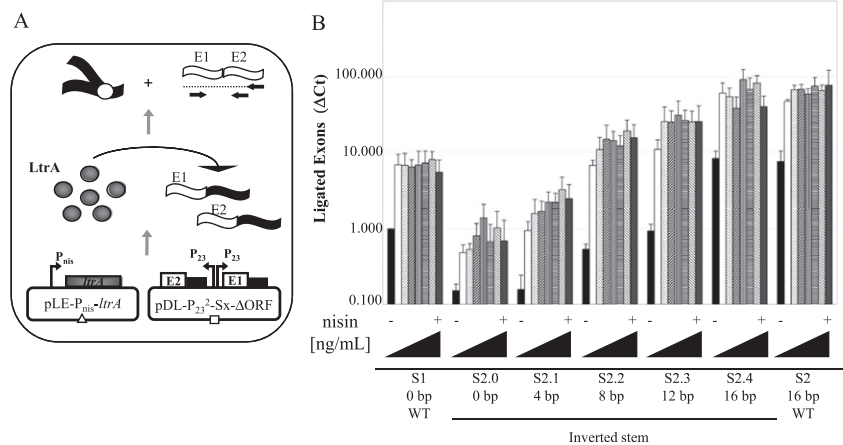 A
E1 E2
+
LtrA
E1
E2
Pnis
P23 P23
ltrA
E2 E1
pLE-Pnis-ltrA
pDL-P23²-Sx-ΔORF
B
Ligated Exons (ΔCt)
100.000
10.000
1.000
0.100
nisin - + - + - + - + - + - + - +
[ng/mL]
S1 S2.0 S2.1 S2.2 S2.3 S2.4 S2
0 bp 0 bp 4 bp 8 bp 12 bp 16 bp 16 bp
WT WT
Inverted stem